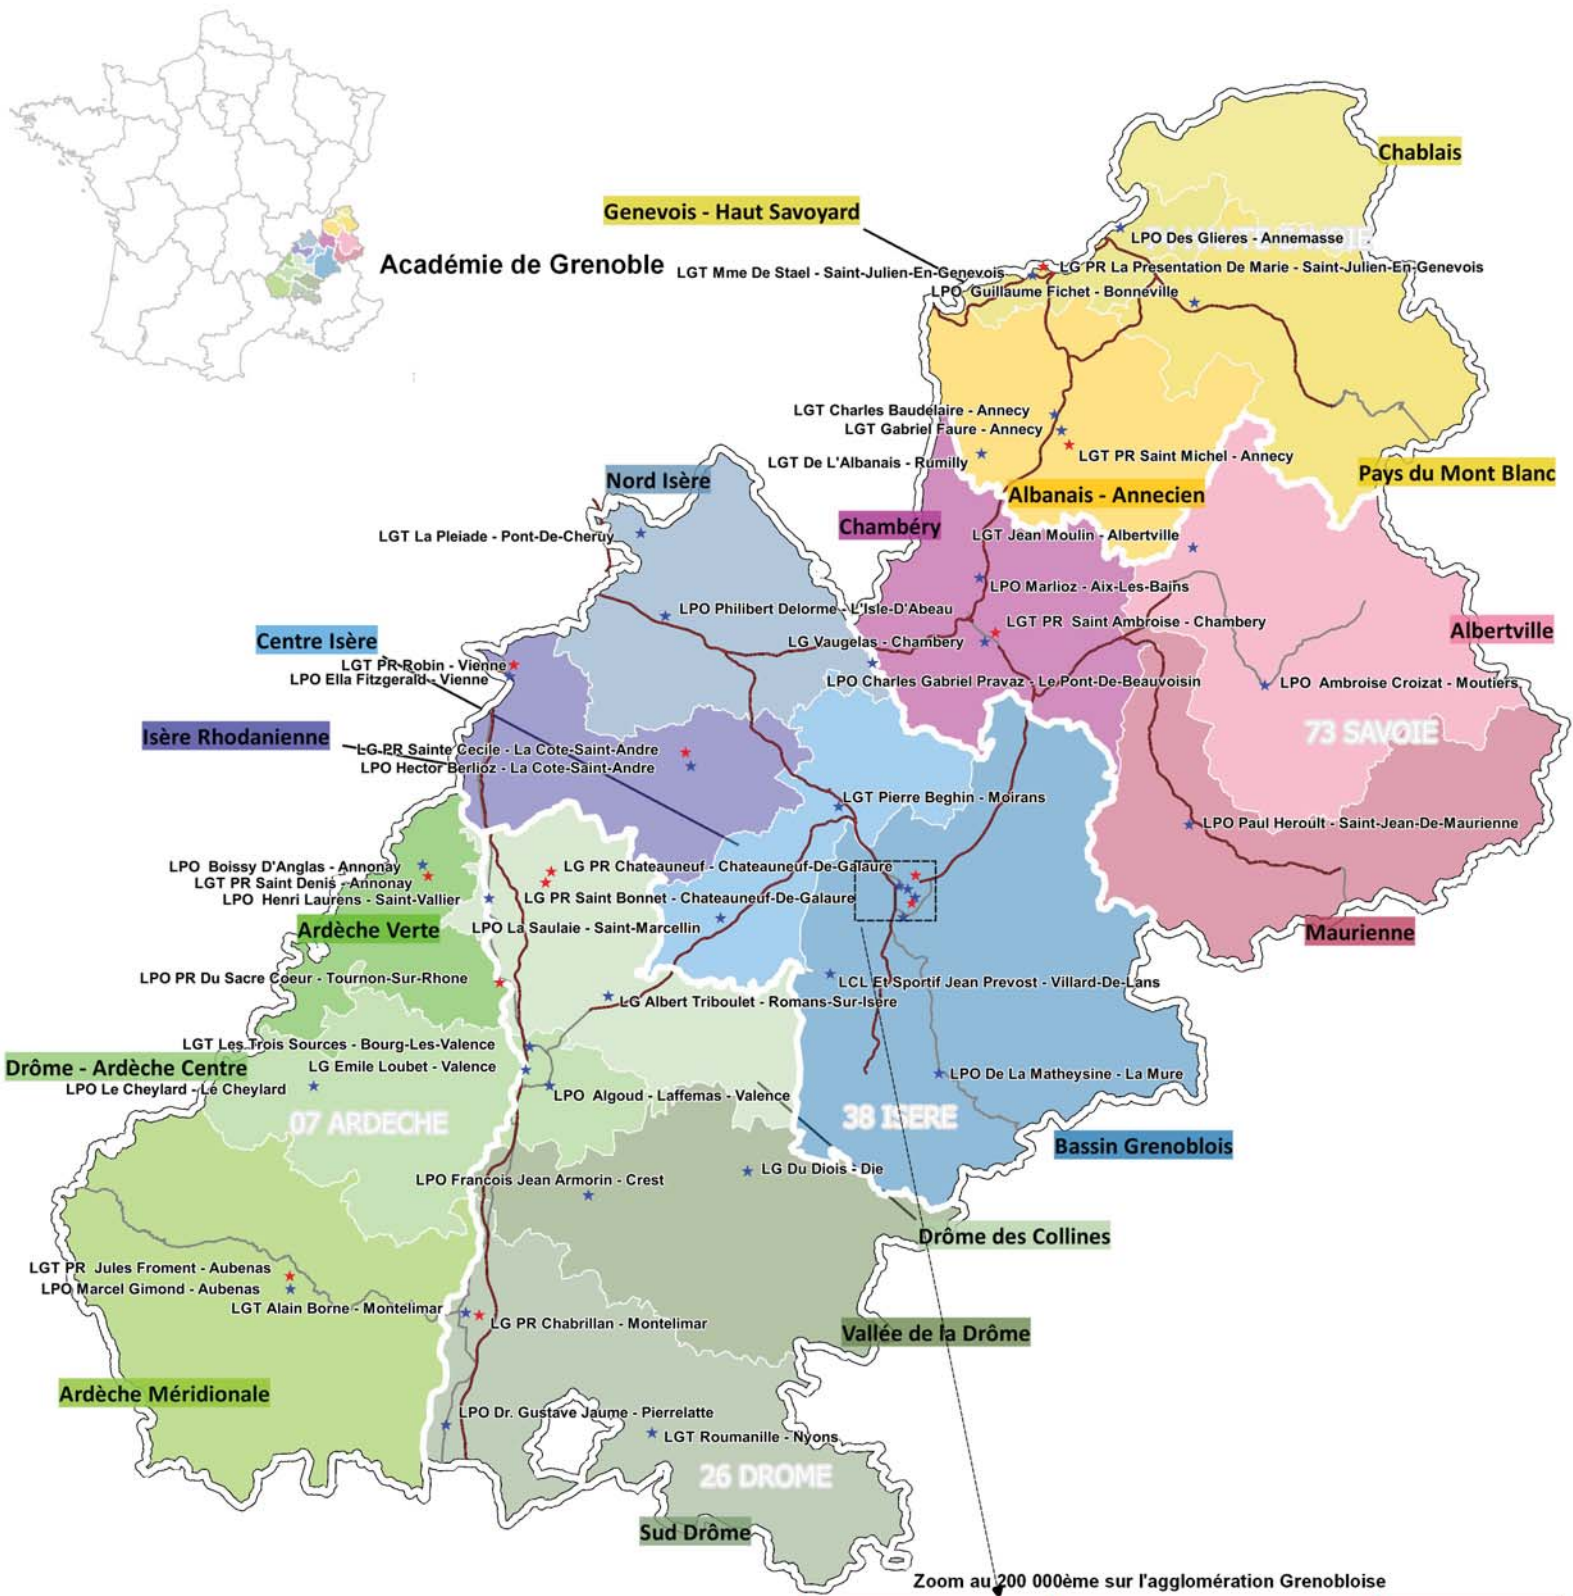 Chablais
Genevois - Haut Savoyard
LPO Des Glieres - Annemasse
74 HAUTE SAVOIE
Académie de Grenoble
LGT Mme De Stael - Saint-Julien-En-Genevois
LG PR La Presentation De Marie - Saint-Julien-En-Genevois
LPO Guillaume Fichet - Bonneville
LGT Charles Baudelaire - Annecy
LGT Gabriel Faure - Annecy
LGT PR Saint Michel - Annecy
LGT De L'Albanais - Rumilly
Pays du Mont Blanc
Nord Isère
Albanais - Annecien
Chambéry
LGT La Pleiade - Pont-De-Cheruy
LGT Jean Moulin - Albertville
LPO Marlioz - Aix-Les-Bains
LPO Philibert Delorme - L'Isle-D'Abeau
LGT PR Saint Ambroise - Chambery
Albertville
Centre Isère
LG Vaugelas - Chambery
LGT PR Robin - Vienne
LPO Ella Fitzgerald - Vienne
LPO Charles Gabriel Pravaz - Le Pont-De-Beauvoisin
LPO Ambroise Croizat - Moutiers
73 SAVOIE
Isère Rhodanienne
LG PR Sainte Cecile - La Cote-Saint-Andre
LPO Hector Berlioz - La Cote-Saint-Andre
LGT Pierre Beghin - Moirans
LPO Paul Heroult - Saint-Jean-De-Maurienne
LPO Boissy D'Anglas - Annonay
LG PR Chateauneuf - Chateauneuf-De-Galaure
LGT PR Saint Denis - Annonay
LPO Henri Laurens - Saint-Vallier
LG PR Saint Bonnet - Chateauneuf-De-Galaure
Ardèche Verte
LPO La Saulaie - Saint-Marcellin
Maurienne
LPO PR Du Sacre Coeur - Tournon-Sur-Rhone
LCL Et Sportif Jean Prevost - Villard-De-Lans
LG Albert Triboulet - Romans-Sur-Isere
LGT Les Trois Sources - Bourg-Les-Valence
Drôme - Ardèche Centre
LG Emile Loubet - Valence
LPO De La Matheysine - La Mure
LPO Le Cheylard - Le Cheylard
LPO Algoud - Laffemas - Valence
07 ARDECHE
38 ISERE
Bassin Grenoblois
LPO Francois Jean Armorin - Crest
LG Du Diois - Die
Drôme des Collines
LGT PR Jules Froment - Aubenas
LPO Marcel Gimond - Aubenas
LGT Alain Borne - Montelimar
LG PR Chabrillan - Montelimar
Vallée de la Drôme
Ardèche Méridionale
LPO Dr. Gustave Jaume - Pierrelatte
LGT Roumanille - Nyons
26 DROME
Sud Drôme
Zoom au 200 000ème sur l'agglomération Grenobloise